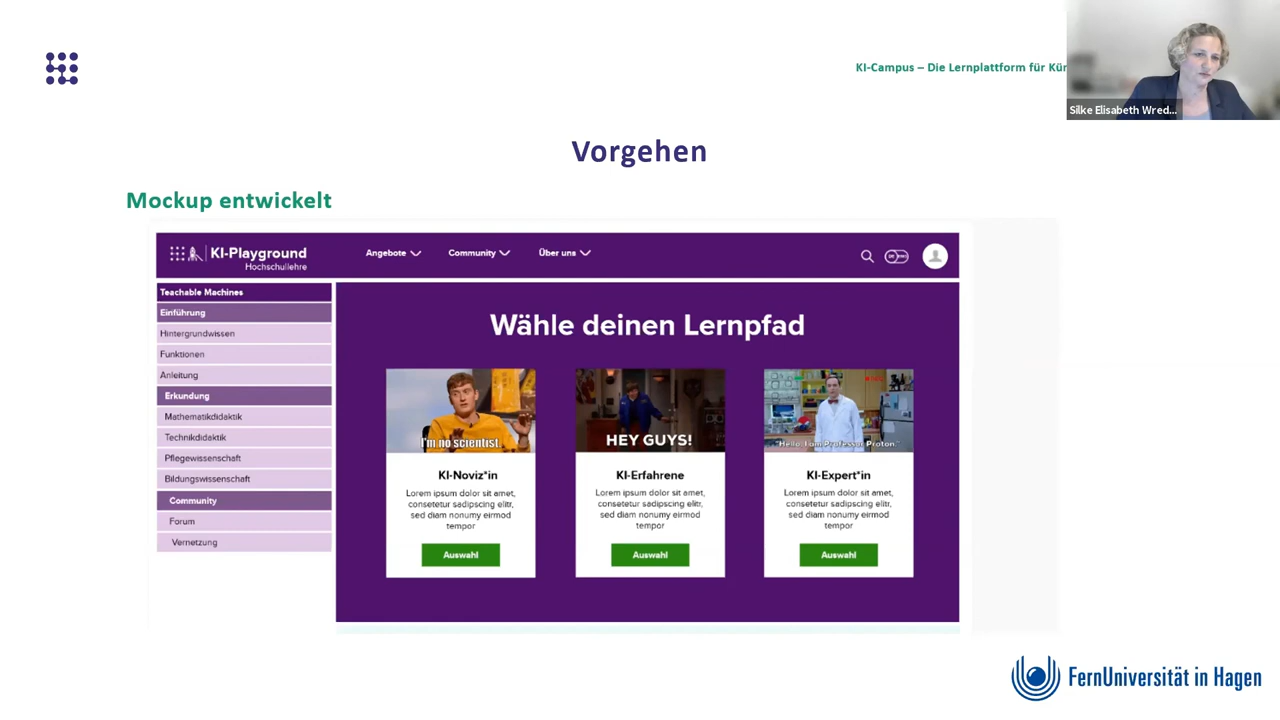 KI-Campus – Die Lernplattform für
Silke Elisabeth Wred...
Vorgehen
Mockup entwickelt
KI-Playground
Hochschullehre
Angebote
Community
Über uns
Teachable Machines
Einführung
Hintergrundwissen
Funktionen
Anleitung
Erkundung
Mathematikdidaktik
Technikdidaktik
Pflegewissenschaft
Bildungswissenschaft
Community
Forum
Vernetzung
Wähle deinen Lernpfad
I'm no scientist.
KI-Noviz*in
Lorem ipsum dolor sit amet,
consetetur sadipscing elitr,
sed diam nonumy eirmod
tempor
Auswahl
HEY GUYS!
KI-Erfahrene
Lorem ipsum dolor sit amet,
consetetur sadipscing elitr,
sed diam nonumy eirmod
tempor
Auswahl
"Hello, I am Professor Proton."
KI-Expert*in
Lorem ipsum dolor sit amet,
consetetur sadipscing elitr,
sed diam nonumy eirmod
tempor
Auswahl
FernUniversität in Hagen